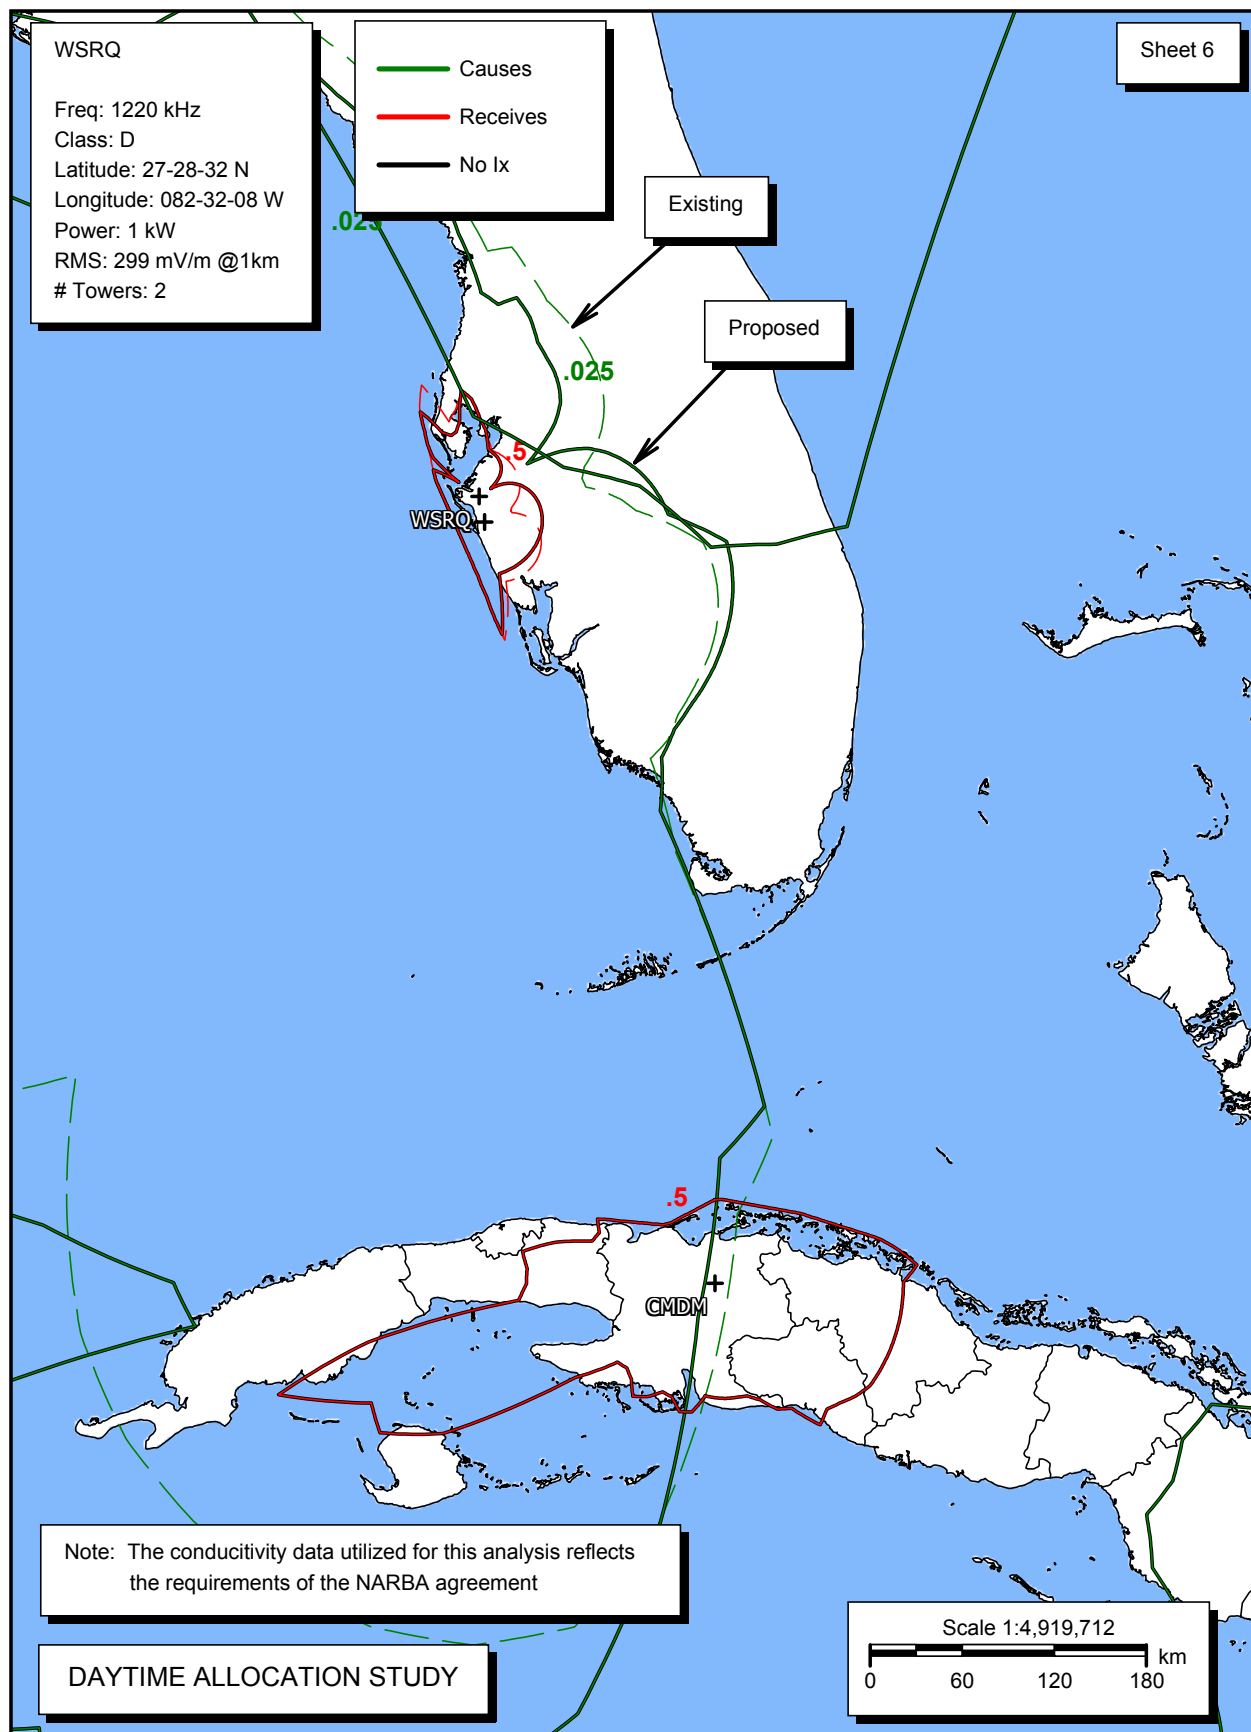 WSRQ
Freq: 1220 kHz
Class: D
Latitude: 27-28-32 N
Longitude: 082-32-08 W
Power: 1 kW
RMS: 299 mV/m @1km
# Towers: 2
Causes
Receives
No Ix
Sheet 6
Existing
.025
Proposed
.025
.5
WSRQ
.5
CMDM
Note: The conducitivity data utilized for this analysis reflects
the requirements of the NARBA agreement
DAYTIME ALLOCATION STUDY
Scale 1:4,919,712
km
0 60 120 180